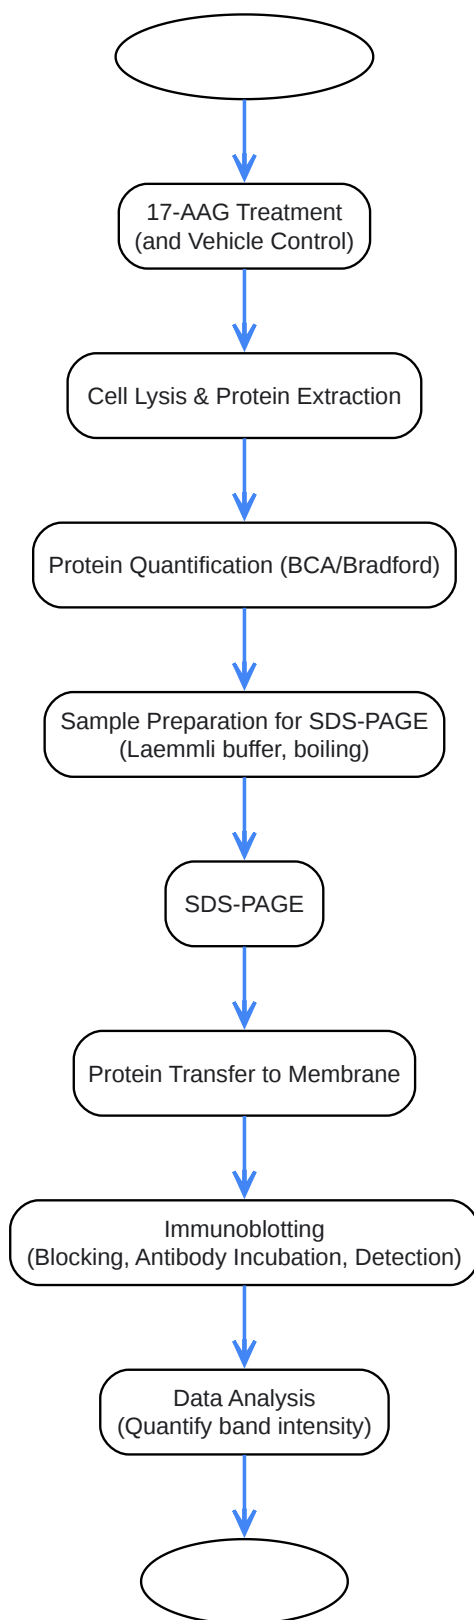 17-AAG Treatment
(and Vehicle Control)
Cell Lysis & Protein Extraction
Protein Quantification (BCA/Bradford)
Sample Preparation for SDS-PAGE
(Laemmli buffer, boiling)
SDS-PAGE
Protein Transfer to Membrane
Immunoblotting
(Blocking, Antibody Incubation, Detection)
Data Analysis
(Quantify band intensity)